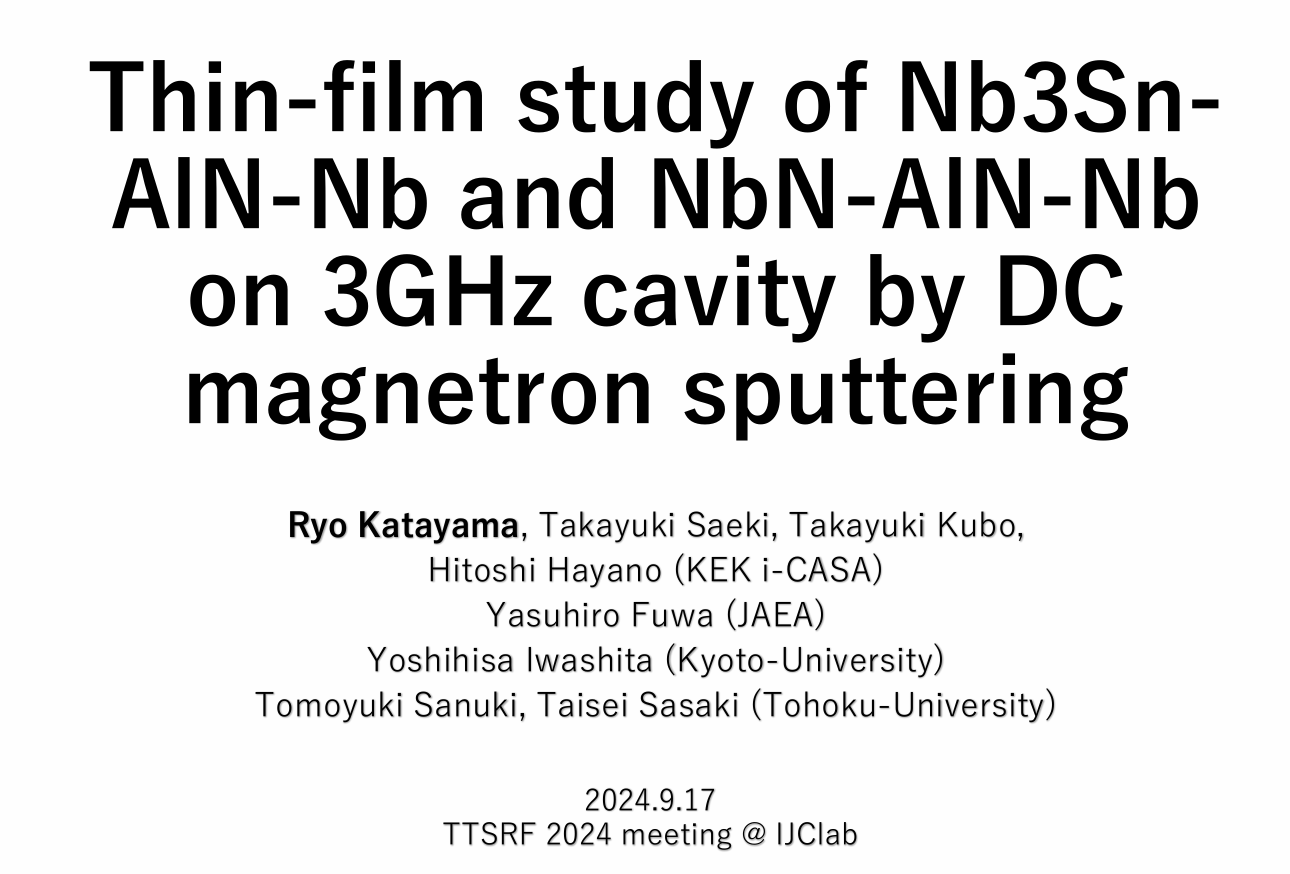 Thin-film study of Nb3Sn-
AlN-Nb and NbN-AlN-Nb
on 3GHz cavity by DC
magnetron sputtering
Ryo Katayama, Takayuki Saeki, Takayuki Kubo,
Hitoshi Hayano (KEK i-CASA)
Yasuhiro Fuwa (JAEA)
Yoshihisa Iwashita (Kyoto-University)
Tomoyuki Sanuki, Taisei Sasaki (Tohoku-University)
2024.9.17
TTSRF 2024 meeting @ IJClab